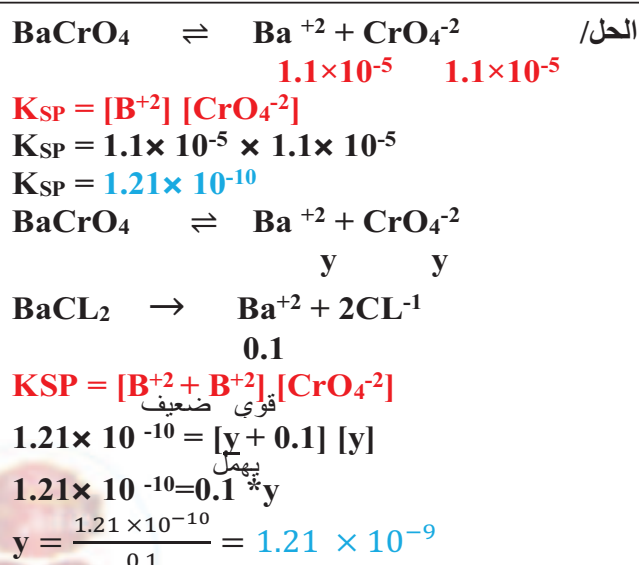 الحل/ BaCrO₄ ⇌ Ba ⁺² + CrO₄⁻²
1.1×10⁻⁵ 1.1×10⁻⁵
K_SP = [B⁺²] [CrO₄⁻²]
K_SP = 1.1× 10⁻⁵ × 1.1× 10⁻⁵
K_SP = 1.21× 10⁻¹⁰
BaCrO₄ ⇌ Ba ⁺² + CrO₄⁻²
y y
BaCL₂ → Ba⁺² + 2CL⁻¹
0.1
KSP = [B⁺² + B⁺²] [CrO₄⁻²]
قوي ضعيف
1.21× 10 ⁻¹⁰ = [y + 0.1] [y]
يهمل
1.21× 10 ⁻¹⁰=0.1 *y
y = 1.21 ×10⁻¹⁰ / 0.1 = 1.21 × 10⁻⁹